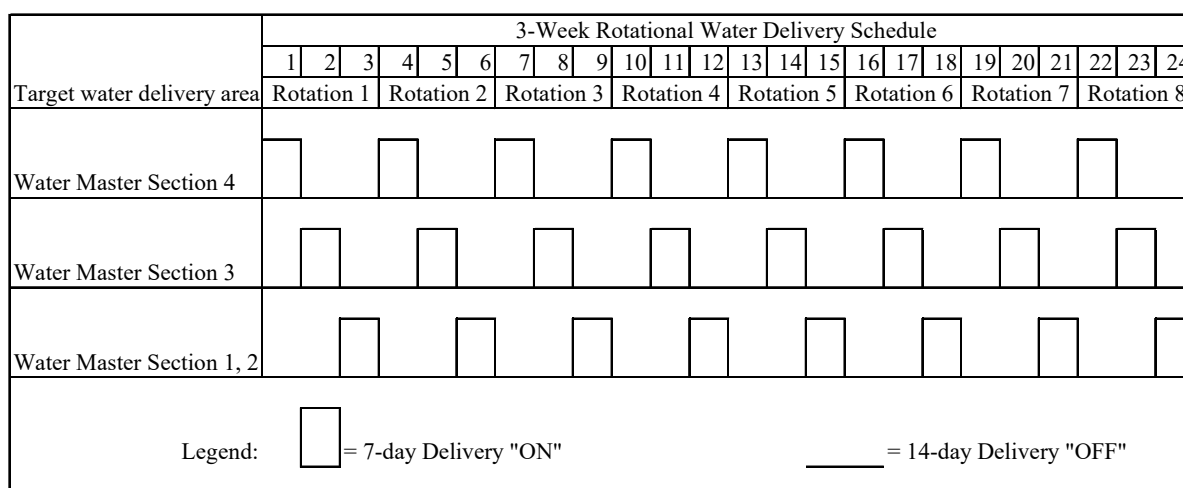 3-Week Rotational Water Delivery Schedule
1 2 3 4 5 6 7 8 9 10 11 12 13 14 15 16 17 18 19 20 21 22 23 24
Target water delivery area Rotation 1 Rotation 2 Rotation 3 Rotation 4 Rotation 5 Rotation 6 Rotation 7 Rotation 8
Water Master Section 4
Water Master Section 3
Water Master Section 1, 2
Legend: = 7-day Delivery "ON" = 14-day Delivery "OFF"